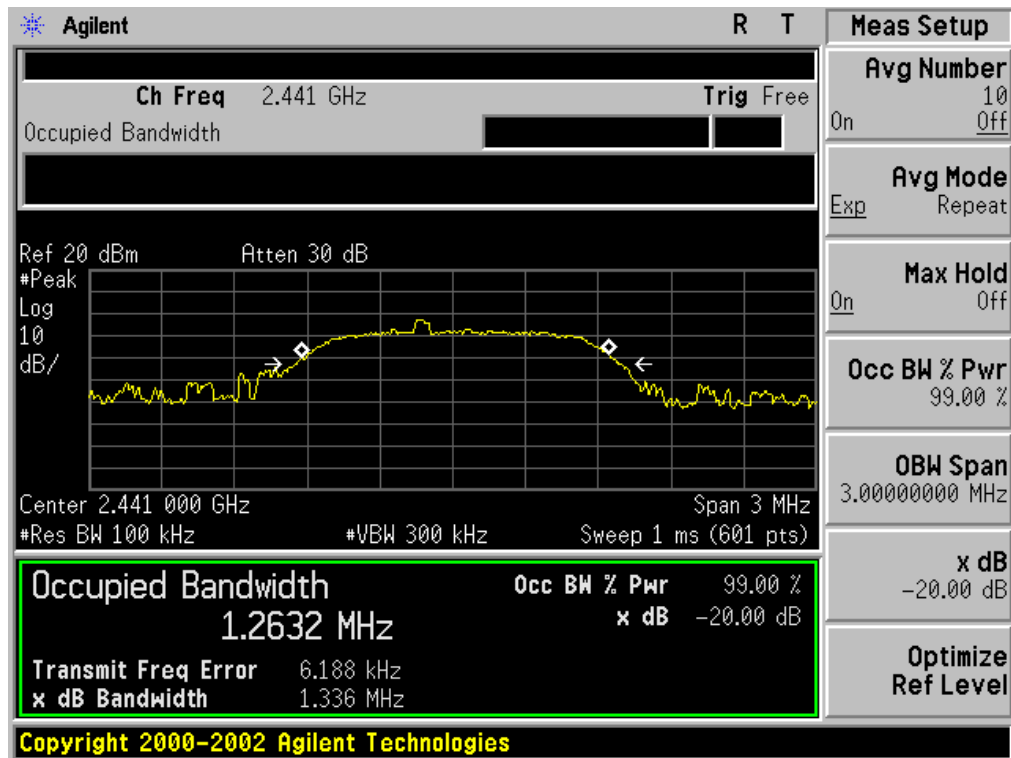 Agilent R T
Meas Setup
Ch Freq 2.441 GHz Trig Free
Occupied Bandwidth
Ref 20 dBm Atten 30 dB
#Peak
Log
10
dB/
Center 2.441 000 GHz Span 3 MHz
#Res BW 100 kHz #VBW 300 kHz Sweep 1 ms (601 pts)
Occupied Bandwidth
1.2632 MHz
Occ BW % Pwr 99.00 %
x dB -20.00 dB
Transmit Freq Error 6.188 kHz
x dB Bandwidth 1.336 MHz
Avg Number
10
On Off
Avg Mode
Exp Repeat
Max Hold
On Off
Occ BW % Pwr
99.00 %
OBW Span
3.00000000 MHz
x dB
-20.00 dB
Optimize
Ref Level
Copyright 2000-2002 Agilent Technologies